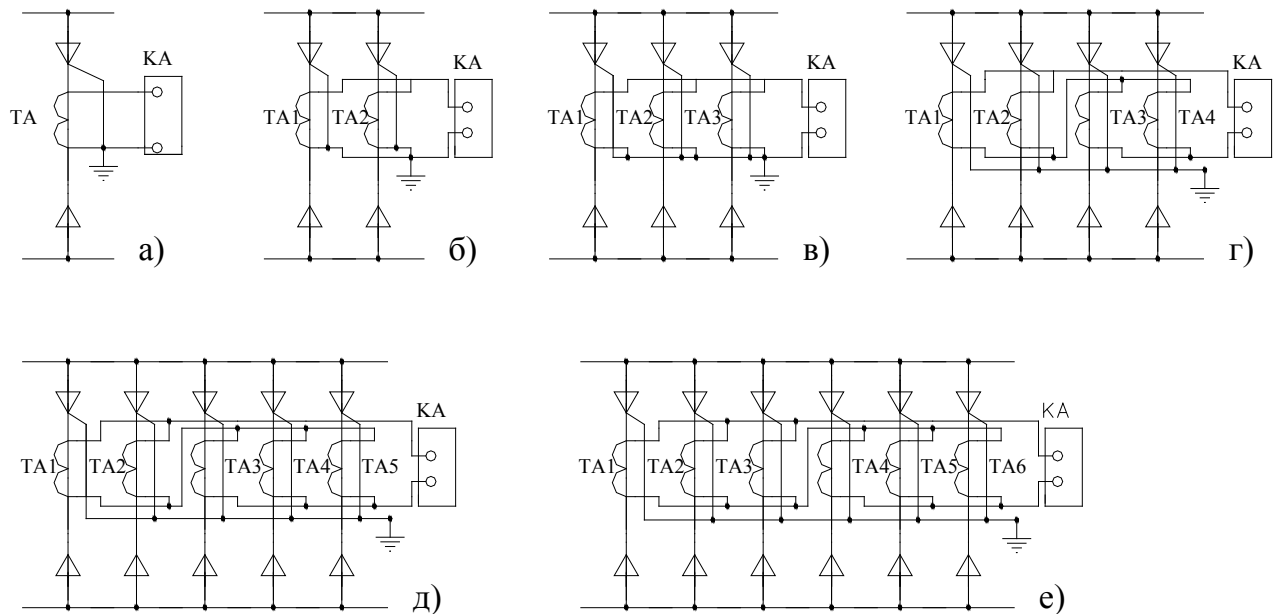 KA
TA
а)
KA
TA1 TA2
б)
KA
TA1 TA2 TA3
в)
KA
TA1 TA2 TA3 TA4
г)
KA
TA1 TA2 TA3 TA4 TA5
д)
KA
TA1 TA2 TA3 TA4 TA5 TA6
е)